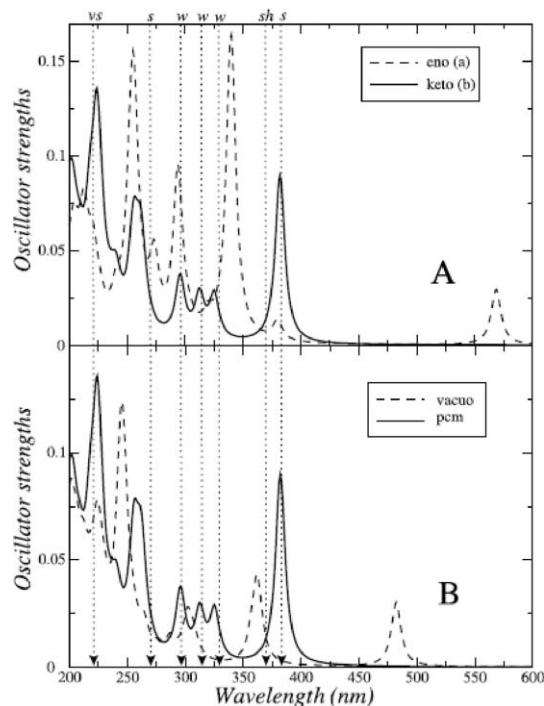 vs s w w w sh s
0.15
0.1
0.05
0
Oscillator strengths
eno (a)
keto (b)
A
0.1
0.05
0
Oscillator strengths
vacuo
pcm
B
200 250 300 350 400 450 500 550 600
Wavelength (nm)